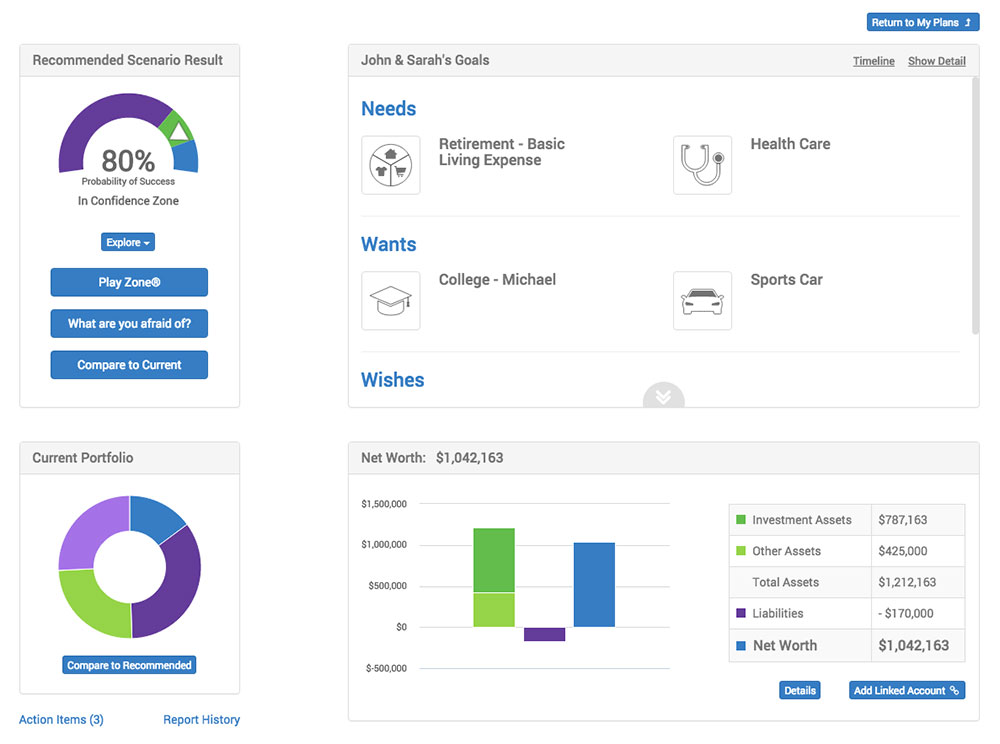 Return to My Plans
Recommended Scenario Result
80%
Probability of Success
In Confidence Zone
Explore
Play Zone®
What are you afraid of?
Compare to Current
John & Sarah's Goals
Timeline
Show Detail
Needs
Retirement - Basic
Living Expense
Health Care
Wants
College - Michael
Sports Car
Wishes
Current Portfolio
Compare to Recommended
Action Items (3)
Report History
Net Worth: $1,042,163
$1,500,000
$1,000,000
$500,000
$0
$-500,000
Investment Assets $787,163
Other Assets $425,000
Total Assets $1,212,163
Liabilities - $170,000
Net Worth $1,042,163
Details
Add Linked Account